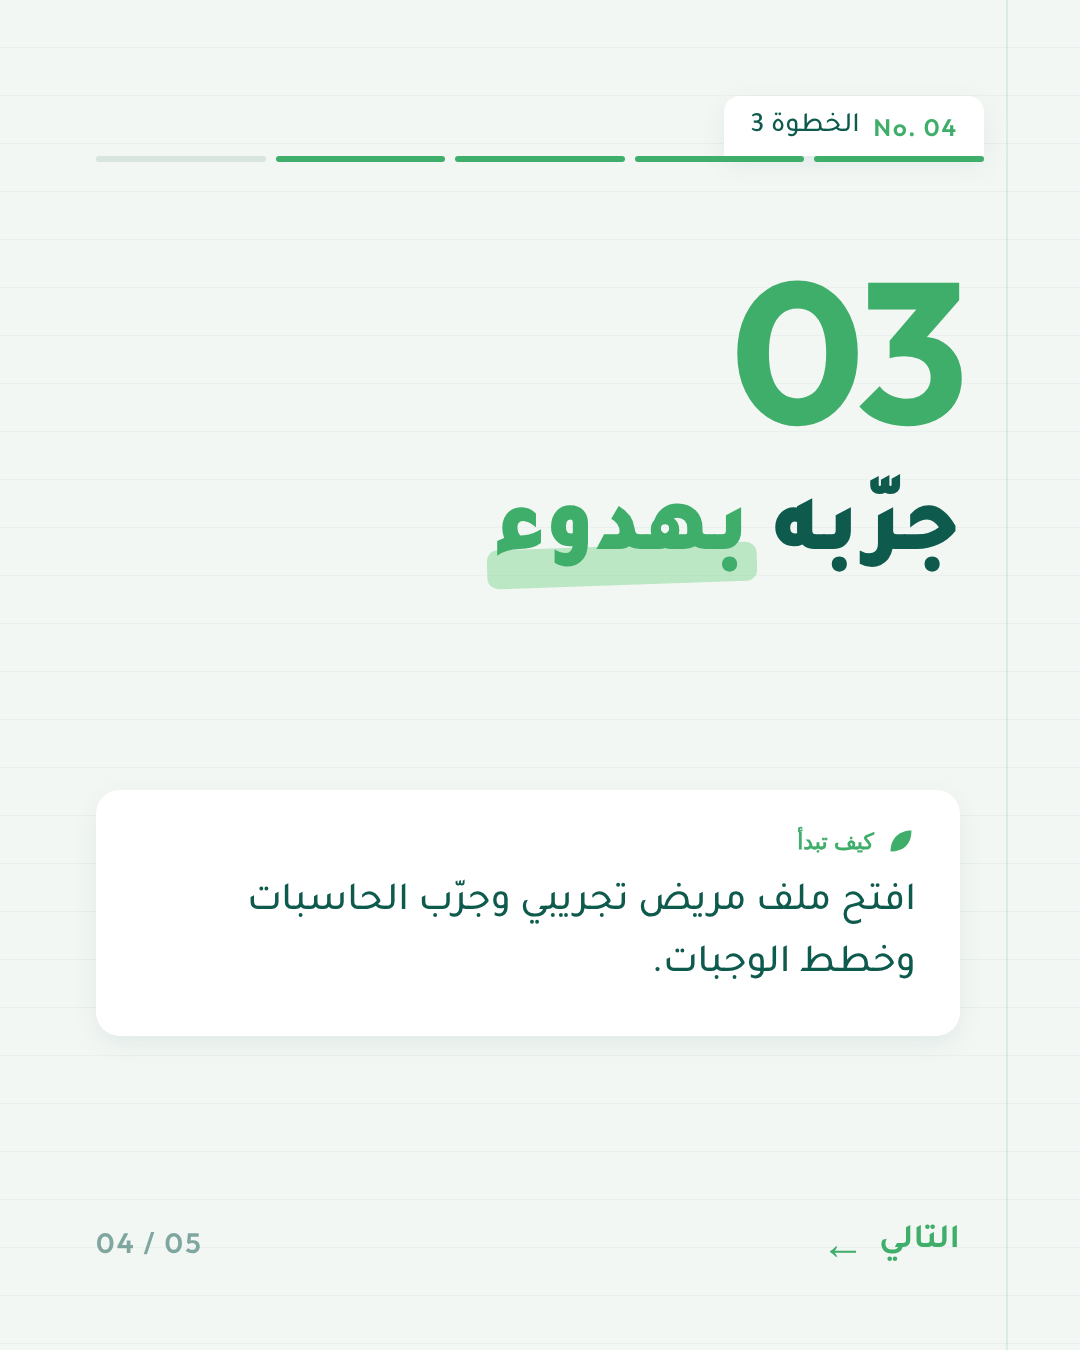 No. 04 الخطوة 3
03
جرّبه بهدوء
كيف تبدأ
افتح ملف مريض تجريبي وجرّب الحاسبات
وخطط الوجبات.
التالي ←
04 / 05